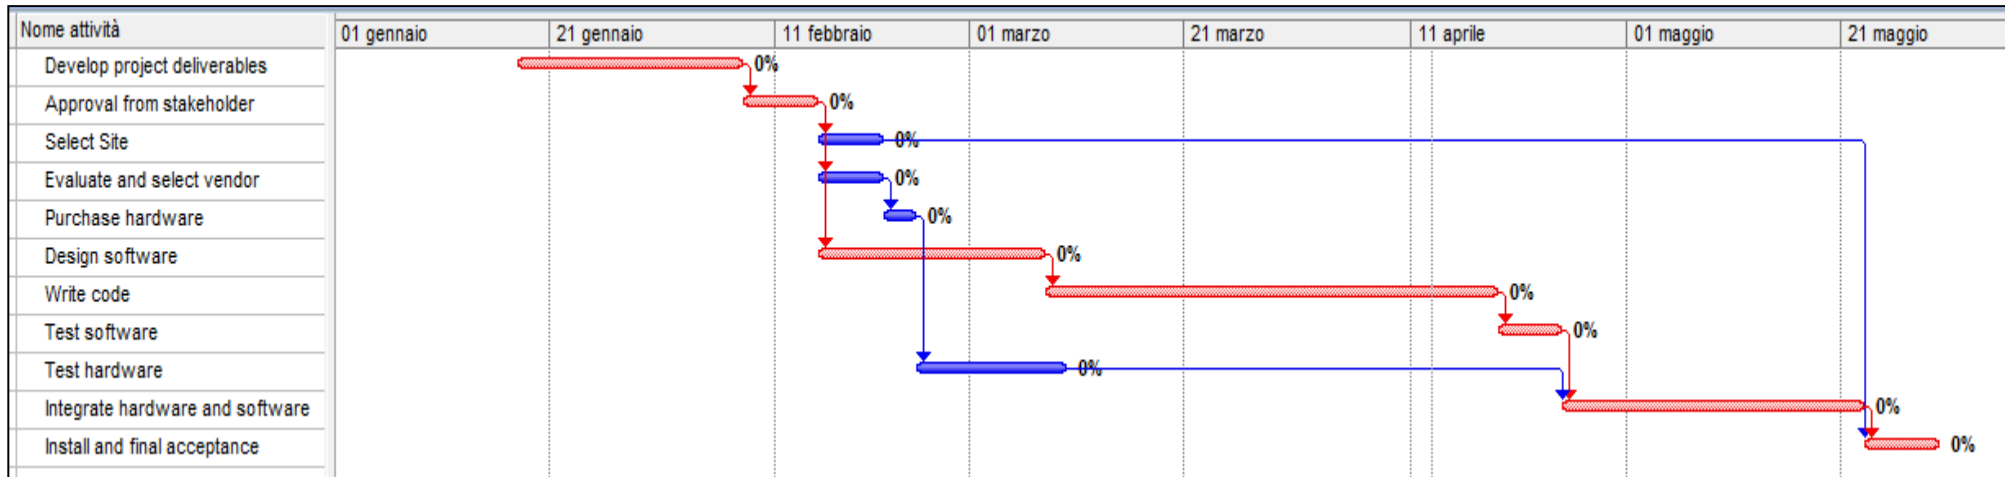 Nome attività 01 gennaio 21 gennaio 11 febbraio 01 marzo 21 marzo 11 aprile 01 maggio 21 maggio
Develop project deliverables 0%
Approval from stakeholder 0%
Select Site 0%
Evaluate and select vendor 0%
Purchase hardware 0%
Design software 0%
Write code 0%
Test software 0%
Test hardware 0%
Integrate hardware and software 0%
Install and final acceptance 0%